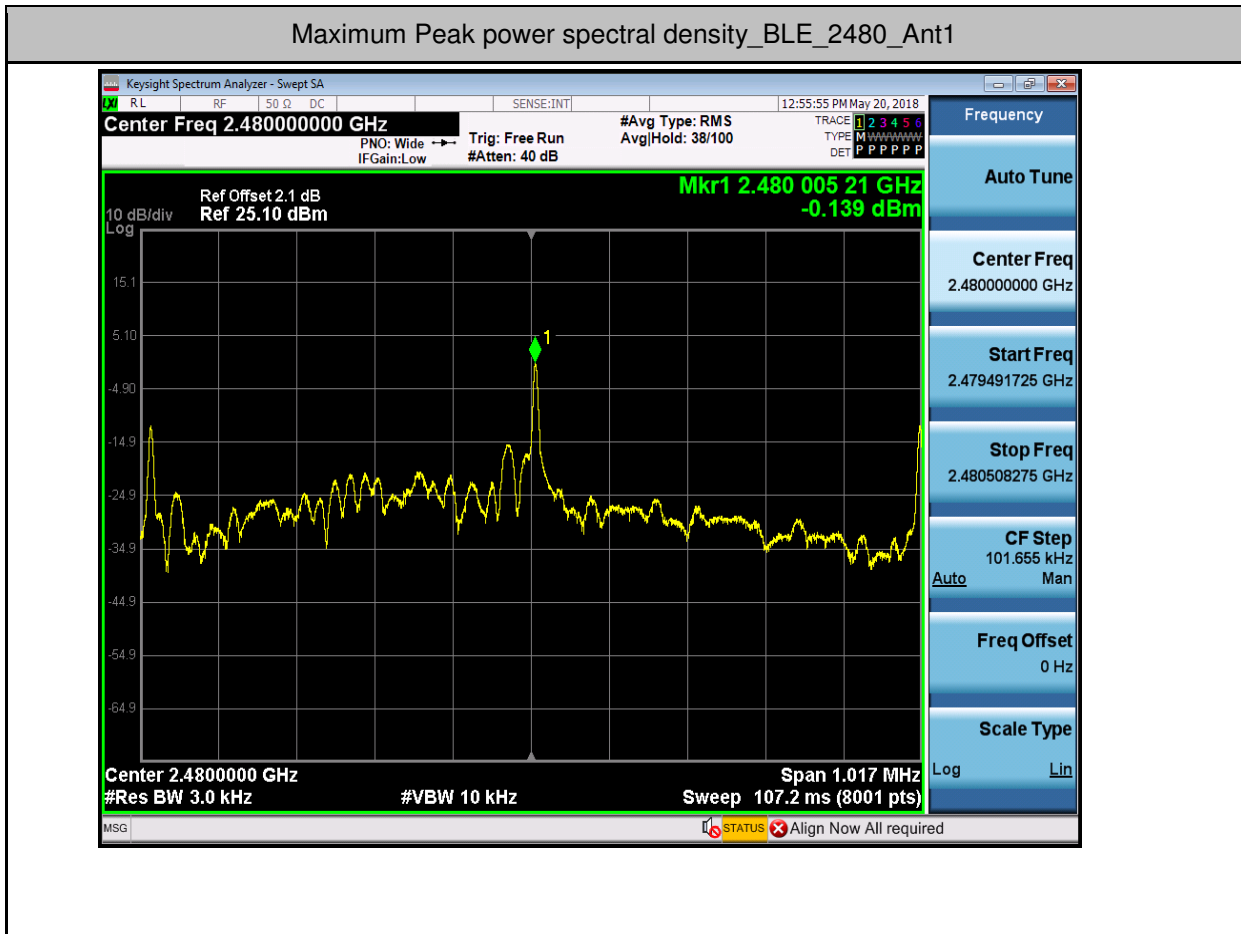 Maximum Peak power spectral density_BLE_2480_Ant1
Keysight Spectrum Analyzer - Swept SA
LXI RL RF 50 Ω DC SENSE:INT 12:55:55 PM May 20, 2018
Center Freq 2.480000000 GHz
PNO: Wide
IFGain:Low
Trig: Free Run
#Atten: 40 dB
#Avg Type: RMS
Avg|Hold: 38/100
TRACE 1 2 3 4 5 6
TYPE M WWWWW
DET P P P P P P
Mkr1 2.480 005 21 GHz
-0.139 dBm
Ref Offset 2.1 dB
10 dB/div Ref 25.10 dBm
Log
15.1
5.10
1
-4.90
-14.9
-24.9
-34.9
-44.9
-54.9
-64.9
Center 2.4800000 GHz Span 1.017 MHz
#Res BW 3.0 kHz #VBW 10 kHz Sweep 107.2 ms (8001 pts)
MSG STATUS Align Now All required
Frequency
Auto Tune
Center Freq
2.480000000 GHz
Start Freq
2.479491725 GHz
Stop Freq
2.480508275 GHz
CF Step
101.655 kHz
Auto Man
Freq Offset
0 Hz
Scale Type
Log Lin